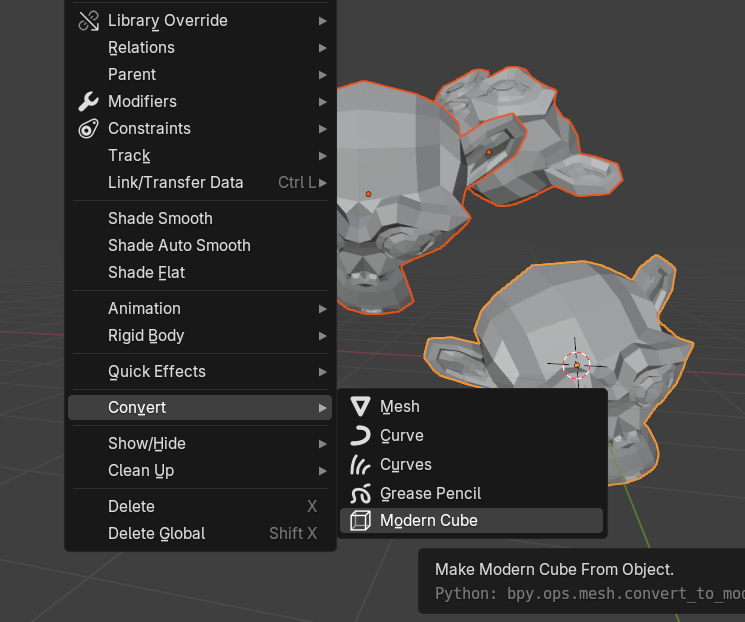 Library Override
Relations
Parent
Modifiers
Constraints
Track
Link/Transfer Data Ctrl L
Shade Smooth
Shade Auto Smooth
Shade Flat
Animation
Rigid Body
Quick Effects
Convert
Show/Hide
Clean Up
Delete X
Delete Global Shift X
Mesh
Curve
Curves
Grease Pencil
Modern Cube
Make Modern Cube From Object.
Python: bpy.ops.mesh.convert_to_mo